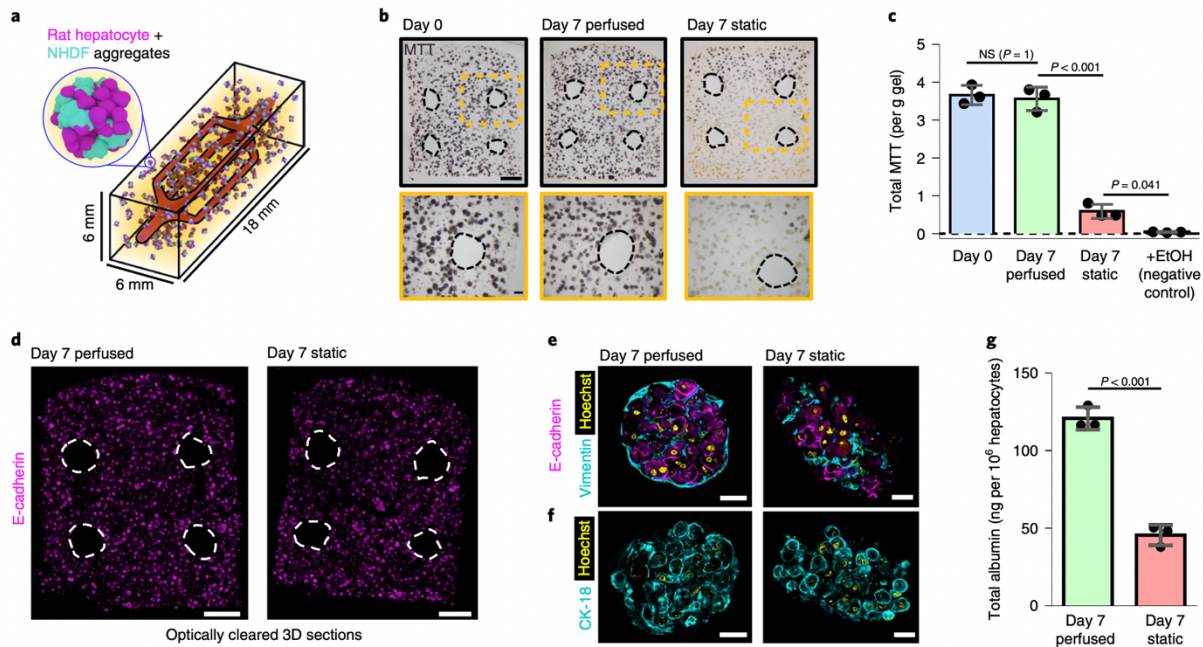 a
Rat hepatocyte +
NHDF aggregates
6 mm
6 mm
18 mm
b
Day 0
Day 7 perfused
Day 7 static
MTT
c
Total MTT (per g gel)
5
4
3
2
1
0
NS (P = 1)
P < 0.001
P = 0.041
Day 0
Day 7
perfused
Day 7
static
+EtOH
(negative
control)
d
Day 7 perfused
Day 7 static
E-cadherin
Optically cleared 3D sections
e
Day 7 perfused
Day 7 static
E-cadherin
Vimentin
Hoechst
f
CK-18
Hoechst
g
Total albumin (ng per 10⁶ hepatocytes)
150
100
50
0
P < 0.001
Day 7
perfused
Day 7
static